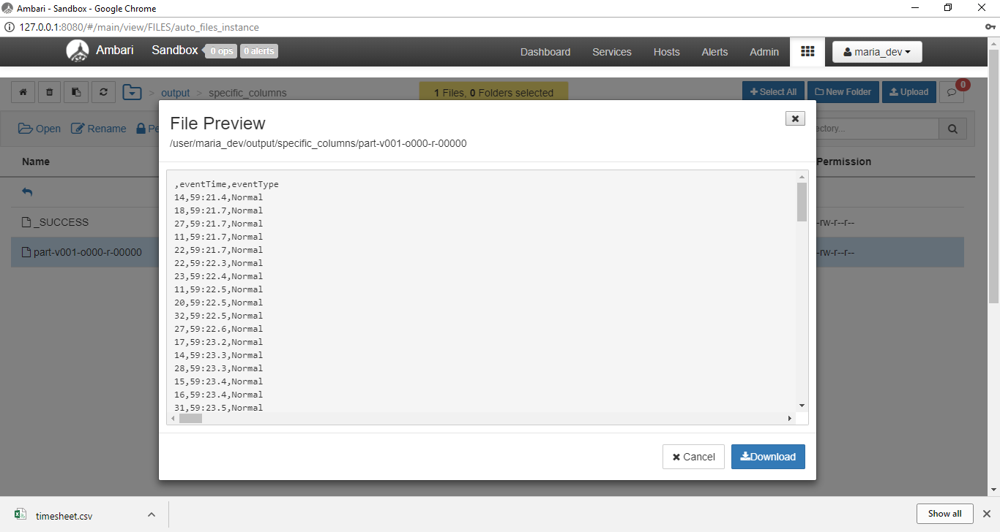 Ambari - Sandbox - Google Chrome
127.0.0.1:8080/#/main/view/FILES/auto_files_instance
Ambari Sandbox 0 ops 0 alerts Dashboard Services Hosts Alerts Admin maria_dev
> output > specific_columns 1 Files, 0 Folders selected Select All New Folder Upload 0
Open Rename Pe ectory...
File Preview
/user/maria_dev/output/specific_columns/part-v001-o000-r-00000
Name Permission
_SUCCESS -rw-r--r--
part-v001-o000-r-00000 -rw-r--r--
,eventTime,eventType
14,59:21.4,Normal
18,59:21.7,Normal
27,59:21.7,Normal
11,59:21.7,Normal
22,59:21.7,Normal
22,59:22.3,Normal
23,59:22.4,Normal
11,59:22.5,Normal
20,59:22.5,Normal
32,59:22.5,Normal
27,59:22.6,Normal
17,59:23.2,Normal
14,59:23.3,Normal
28,59:23.3,Normal
15,59:23.4,Normal
16,59:23.4,Normal
31,59:23.5,Normal
Cancel Download
timesheet.csv Show all